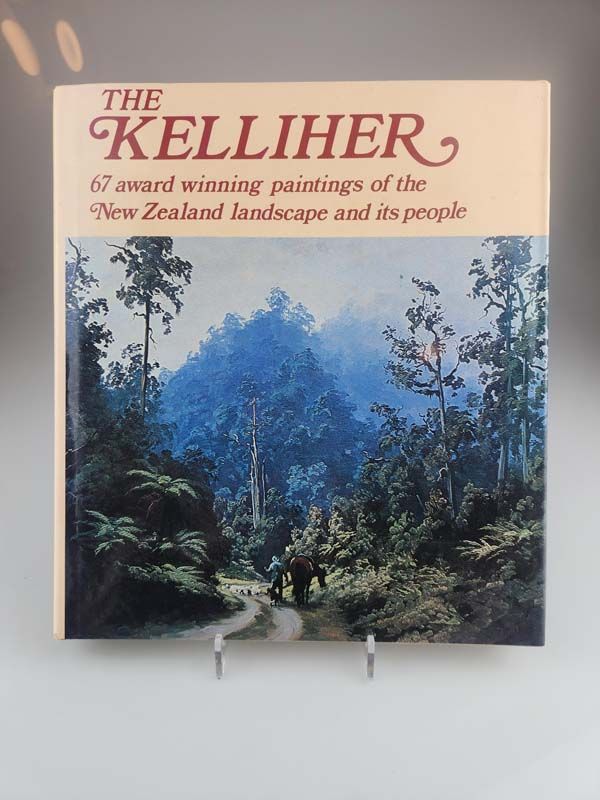 THE
KELLIHER
67 award winning paintings of the
New Zealand landscape and its people